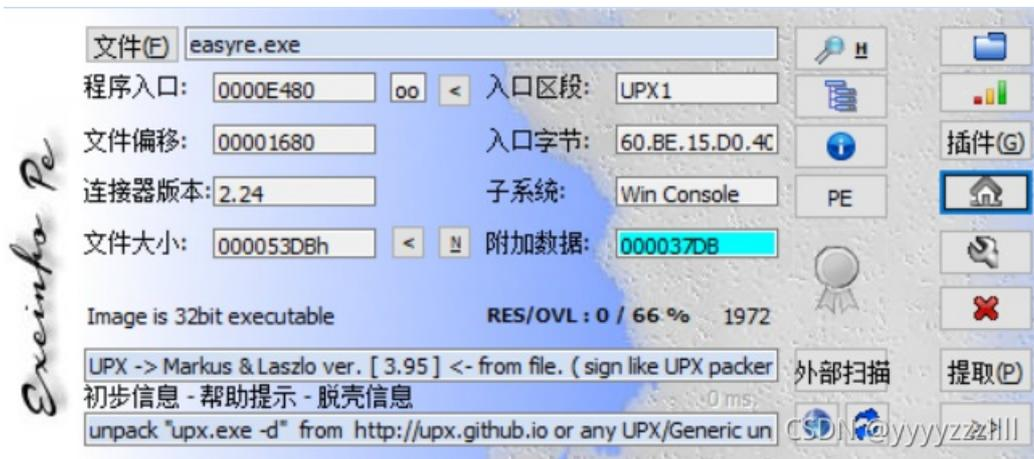 Exeinfo Pe
文件(F) easyre.exe
H
程序入口: 0000E480 oo < 入口区段: UPX1
文件偏移: 00001680 入口字节: 60.BE.15.D0.4C
插件(G)
连接器版本: 2.24 子系统: Win Console
PE
文件大小: 000053DBh < N 附加数据: 000037DB
Image is 32bit executable RES/OVL : 0 / 66 % 1972
UPX -> Markus & Laszlo ver. [ 3.95 ] <- from file. ( sign like UPX packer
外部扫描 提取(P)
初步信息 - 帮助提示 - 脱壳信息 0 ms.
unpack "upx.exe -d" from http://upx.github.io or any UPX/Generic un
>>